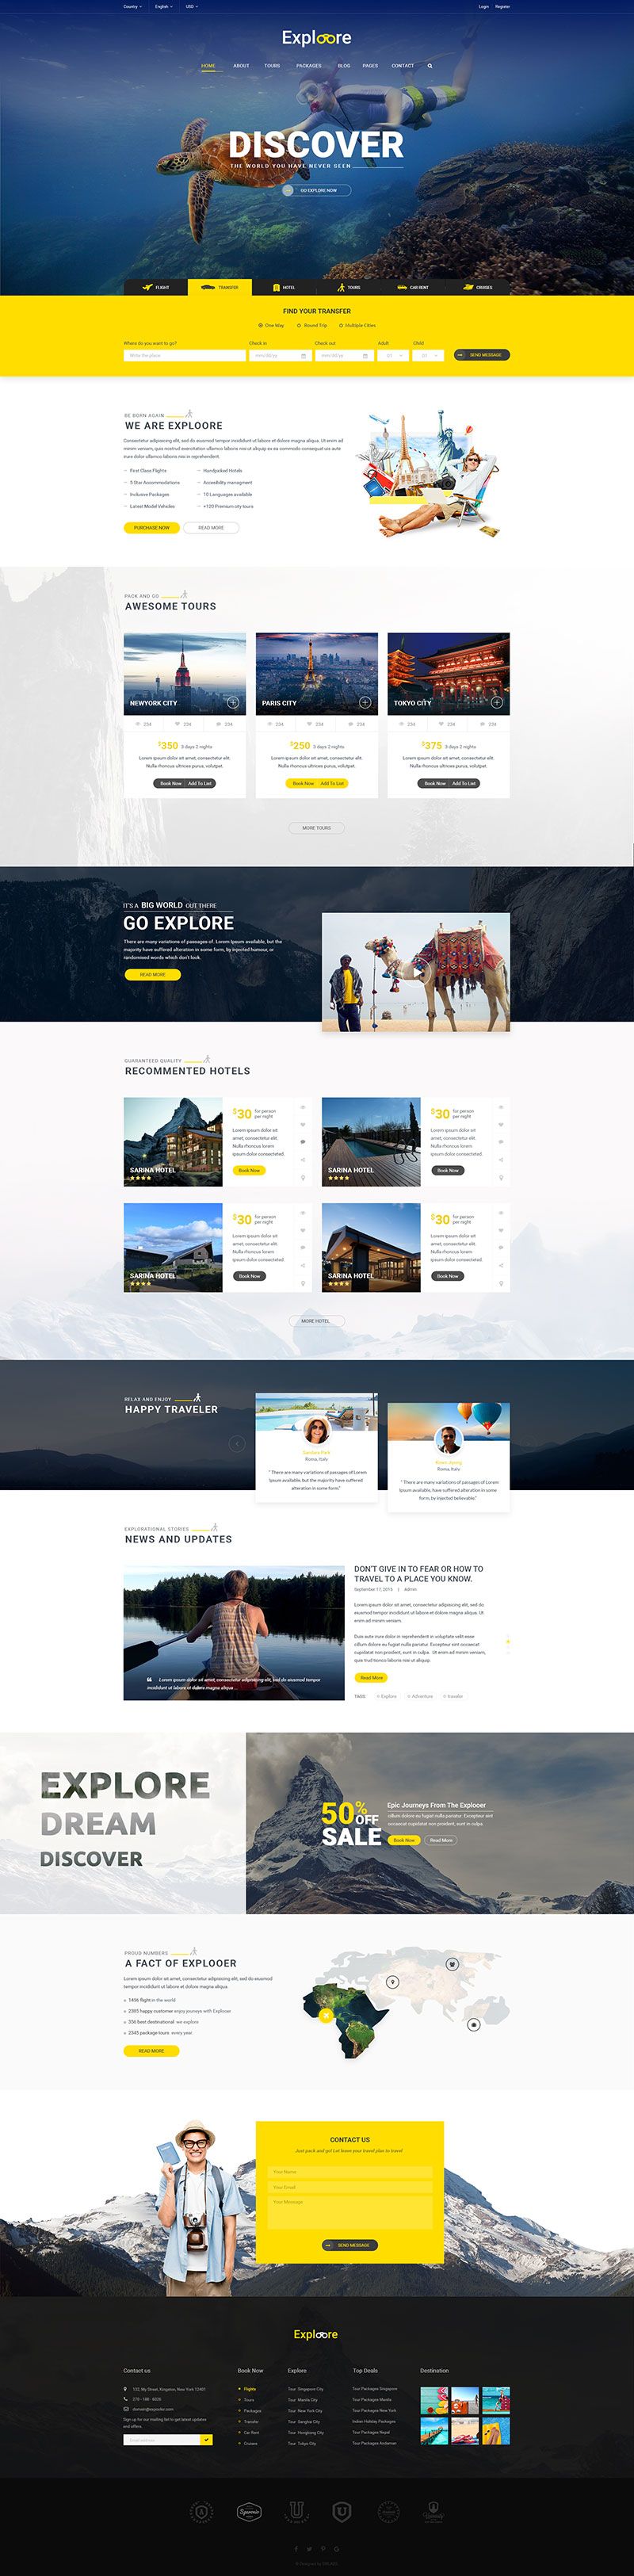 Country
English
USD
Login
Register
Exploore
HOME
ABOUT
TOURS
PACKAGES
BLOG
PAGES
CONTACT
DISCOVER
THE WORLD YOU HAVE NEVER SEEN
GO EXPLORE NOW
FLIGHT
TRANSFER
HOTEL
TOURS
CAR RENT
CRUISES
FIND YOUR TRANSFER
One Way
Round Trip
Multiple Cities
Where do you want to go?
Check in
Check out
Adult
Child
Write the place
SEND MESSAGE
BE BORN AGAIN
WE ARE EXPLOORE
Consectetur adipisicing elit, sed do eiusmod tempor incididunt ut labore et dolore magna aliqua. Ut enim ad
minim veniam, quis nostrud exercitation ullamco laboris nisi ut aliquip ex ea commodo consequat aute
irure dolor ullamco laboris nisi in reprehenderit.
First Class Flights
Handpicked Hotels
5 Star Accommodations
Accesibility managment
Inclusive Packages
10 Languages available
Latest Model Vehicles
+120 Premium city tours
PURCHASE NOW
READ MORE
PACK AND GO
AWESOME TOURS
NEWYORK CITY
PARIS CITY
TOKYO CITY
234
234
234
234
234
234
234
234
234
$350 3 days 2 nights
$250 3 days 2 nights
$375 3 days 2 nights
Lorem ipsum dolor sit amet, consectetur elit.
Nulla rhoncus ultrices purus, volutpat.
Lorem ipsum dolor sit amet, consectetur elit.
Nulla rhoncus ultrices purus, volutpat.
Lorem ipsum dolor sit amet, consectetur elit.
Nulla rhoncus ultrices purus, volutpat.
Book Now
Add To List
Book Now
Add To List
Book Now
Add To List
MORE TOURS
IT'S A BIG WORLD OUT THERE
GO EXPLORE
There are many variations of passages of. Lorem Ipsum available, but the
majority have suffered alteration in some form, by injected humour, or
randomised words which don't look.
READ MORE
GUARANTEED QUALITY
RECOMMENTED HOTELS
SARINA HOTEL
$30 for person
per night
Lorem ipsum dolor sit
amet, consectetur elit.
Nulla rhoncus lorem
ipsum dolor consecteted
Book Now
SARINA HOTEL
$30 for person
per night
Lorem ipsum dolor sit
amet, consectetur elit.
Nulla rhoncus lorem
ipsum dolor consecteted
Book Now
SARINA HOTEL
$30 for person
per night
Lorem ipsum dolor sit
amet, consectetur elit.
Nulla rhoncus lorem
ipsum dolor consecteted
Book Now
SARINA HOTEL
$30 for person
per night
Lorem ipsum dolor sit
amet, consectetur elit.
Nulla rhoncus lorem
ipsum dolor consecteted
Book Now
MORE HOTEL
RELAX AND ENJOY
HAPPY TRAVELER
Roma, Italy
" There are many variations of passages of Lorem
Ipsum available, but the majority have suffered
alteration in some form."
Roma, Italy
" There are many variations of passages of Lorem
Ipsum available, have suffered alteration in some
form, by injected believable."
EXPLORATIONAL STORIES
NEWS AND UPDATES
Lorem ipsum dolor sit amet, consectetur adipisicing elit, sed do eiusmod tempor
incididunt ut labore et dolore magna aliqua ...
DON'T GIVE IN TO FEAR OR HOW TO
TRAVEL TO A PLACE YOU KNOW.
September 17, 2015 | Admin
Lorem ipsum dolor sit amet, consectetur adipisicing elit, sed do
eiusmod tempor incididunt ut labore et dolore magna aliqua. Ut
enim ad minim veniam.
Duis aute irure dolor in reprehenderit in voluptate velit esse
cillum dolore eu fugiat nulla pariatur. Excepteur sint occaecat
cupidatat non proident, sunt in culpa. Ut enim ad minim veniam,
quis nostrud laboris nisi ut aliquip.
Read More
TAGS
# Explore
# Adventure
# traveller
EXPLORE
DREAM
DISCOVER
50% OFF
SALE
Epic Journeys From The Explooer
cillum dolore eu fugiat nulla pariatur. Excepteur sint
occaecat cupidatat non proident, sunt in culpa.
Book Now
Read More
PROUD NUMBERS
A FACT OF EXPLOOER
Lorem ipsum dolor sit amet, consectetur adipisicing elit, sed do eiusmod
tempor incididunt ut labore et dolore magna aliqua
1456 flight in the world
2365 happy customer enjoy journeys with Explooer
356 best destinational we explore
2345 package tours every year
READ MORE
CONTACT US
Just pack and go! Let leave your travel plan to travel
Your Name
Your Email
Your Message
SEND MESSAGE
Exploore
Contact us
Book Now
Explore
Top Deals
Destination
132, My Street, Kingston, New York 12401
Sign up for our mailing list to get latest updates
and offers.
Flights
Tours
Packages
Transfer
Car Rent
Cruises
Tour Singapore City
Tour Manila City
Tour New York City
Tour Hongkong City
Tour Tokyo City
Tour Packages Singapore
Tour Packages Manila
Tour Packages New York
Indian Holiday Packages
Tour Packages Nepal
Tour Packages Andaman